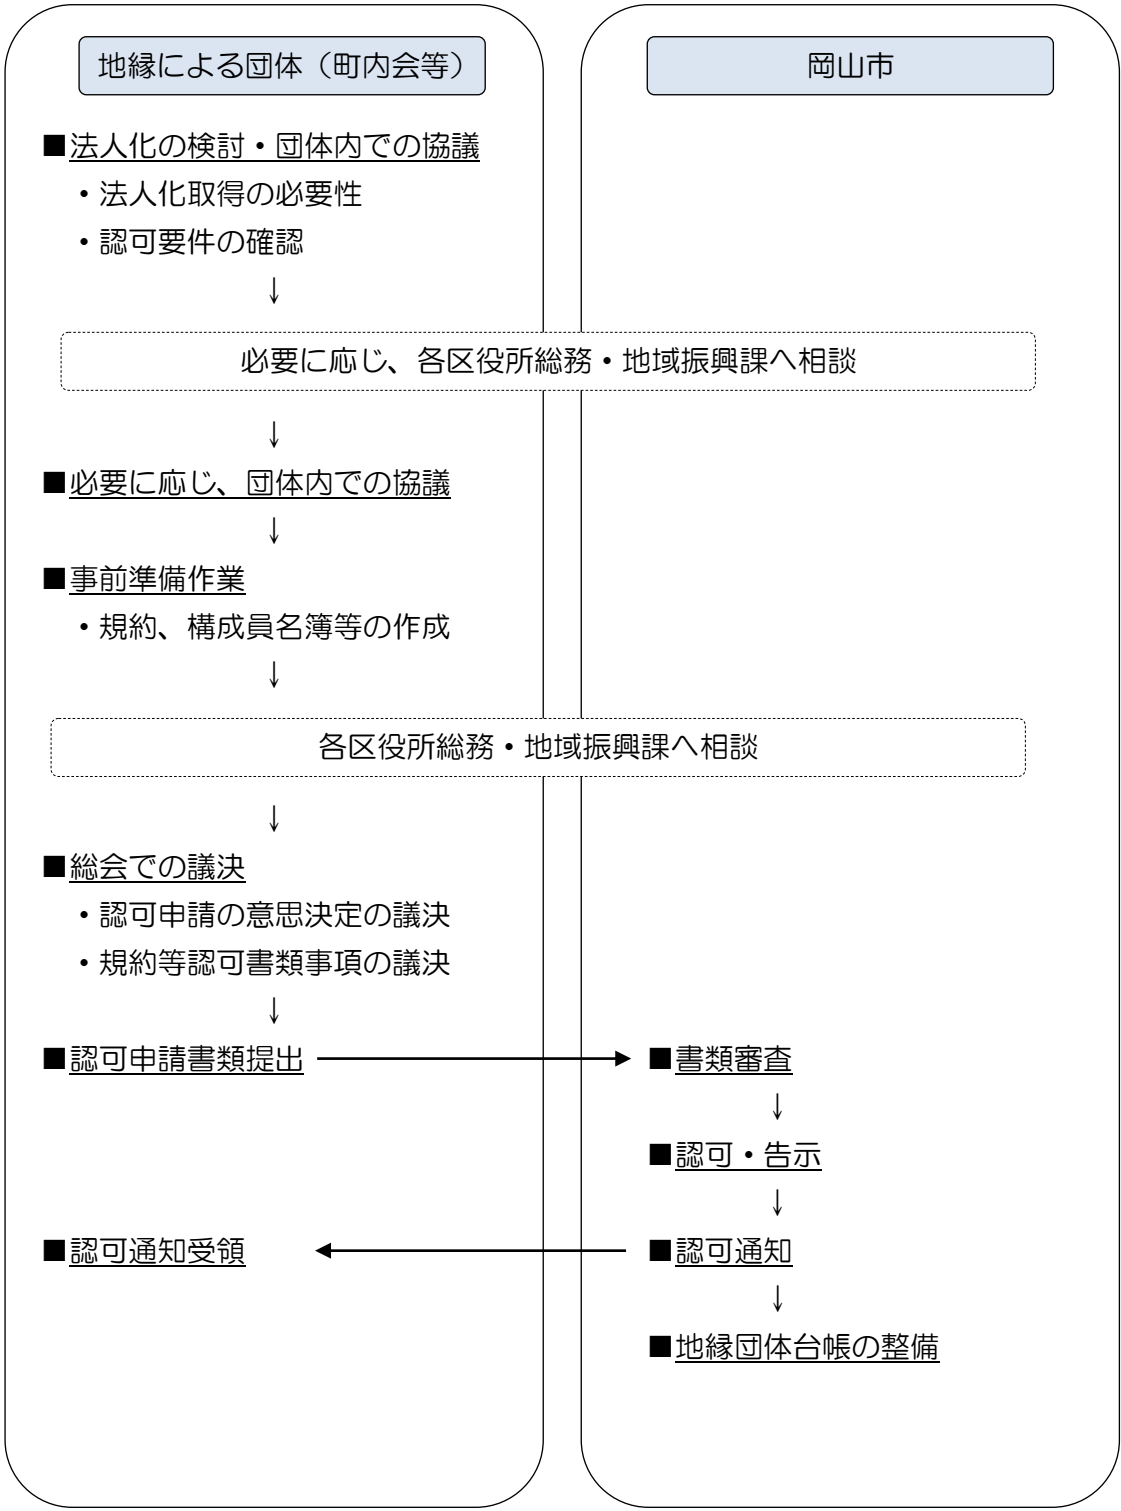 地縁による団体（町内会等）
岡山市
■法人化の検討・団体内での協議
・法人化取得の必要性
・認可要件の確認
↓
必要に応じ、各区役所総務・地域振興課へ相談
↓
■必要に応じ、団体内での協議
↓
■事前準備作業
・規約、構成員名簿等の作成
↓
各区役所総務・地域振興課へ相談
↓
■総会での議決
・認可申請の意思決定の議決
・規約等認可書類事項の議決
↓
■認可申請書類提出
■書類審査
↓
■認可・告示
↓
■認可通知受領
■認可通知
↓
■地縁団体台帳の整備